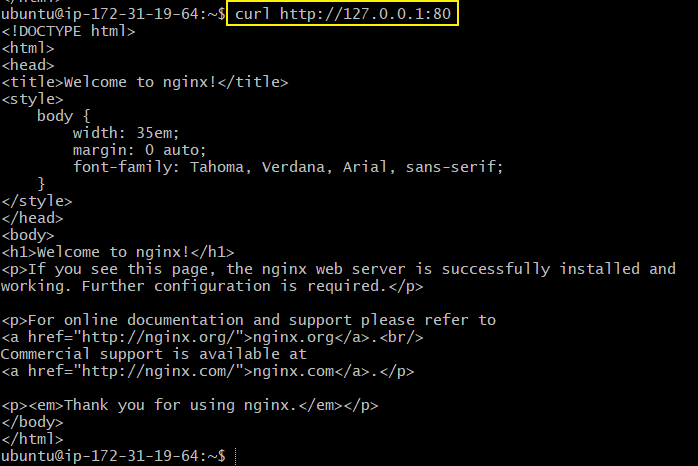 </html>
ubuntu@ip-172-31-19-64:~$ curl http://127.0.0.1:80
<!DOCTYPE html>
<html>
<head>
<title>Welcome to nginx!</title>
<style>
    body {
        width: 35em;
        margin: 0 auto;
        font-family: Tahoma, Verdana, Arial, sans-serif;
    }
</style>
</head>
<body>
<h1>Welcome to nginx!</h1>
<p>If you see this page, the nginx web server is successfully installed and
working. Further configuration is required.</p>

<p>For online documentation and support please refer to
<a href="http://nginx.org/">nginx.org</a>.<br/>
Commercial support is available at
<a href="http://nginx.com/">nginx.com</a>.</p>

<p><em>Thank you for using nginx.</em></p>
</body>
</html>
ubuntu@ip-172-31-19-64:~$